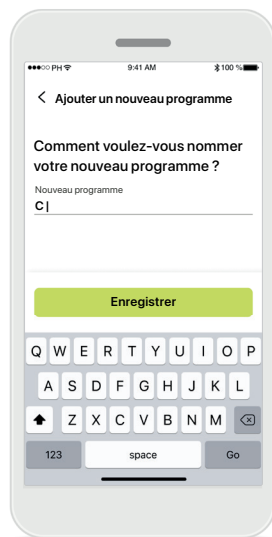 PH 9:41 AM 100 %
Ajouter un nouveau programme
Comment voulez-vous nommer
votre nouveau programme ?
Nouveau programme
C|
Enregistrer
Q W E R T Y U I O P
A S D F G H J K L
Z X C V B N M
123 space Go